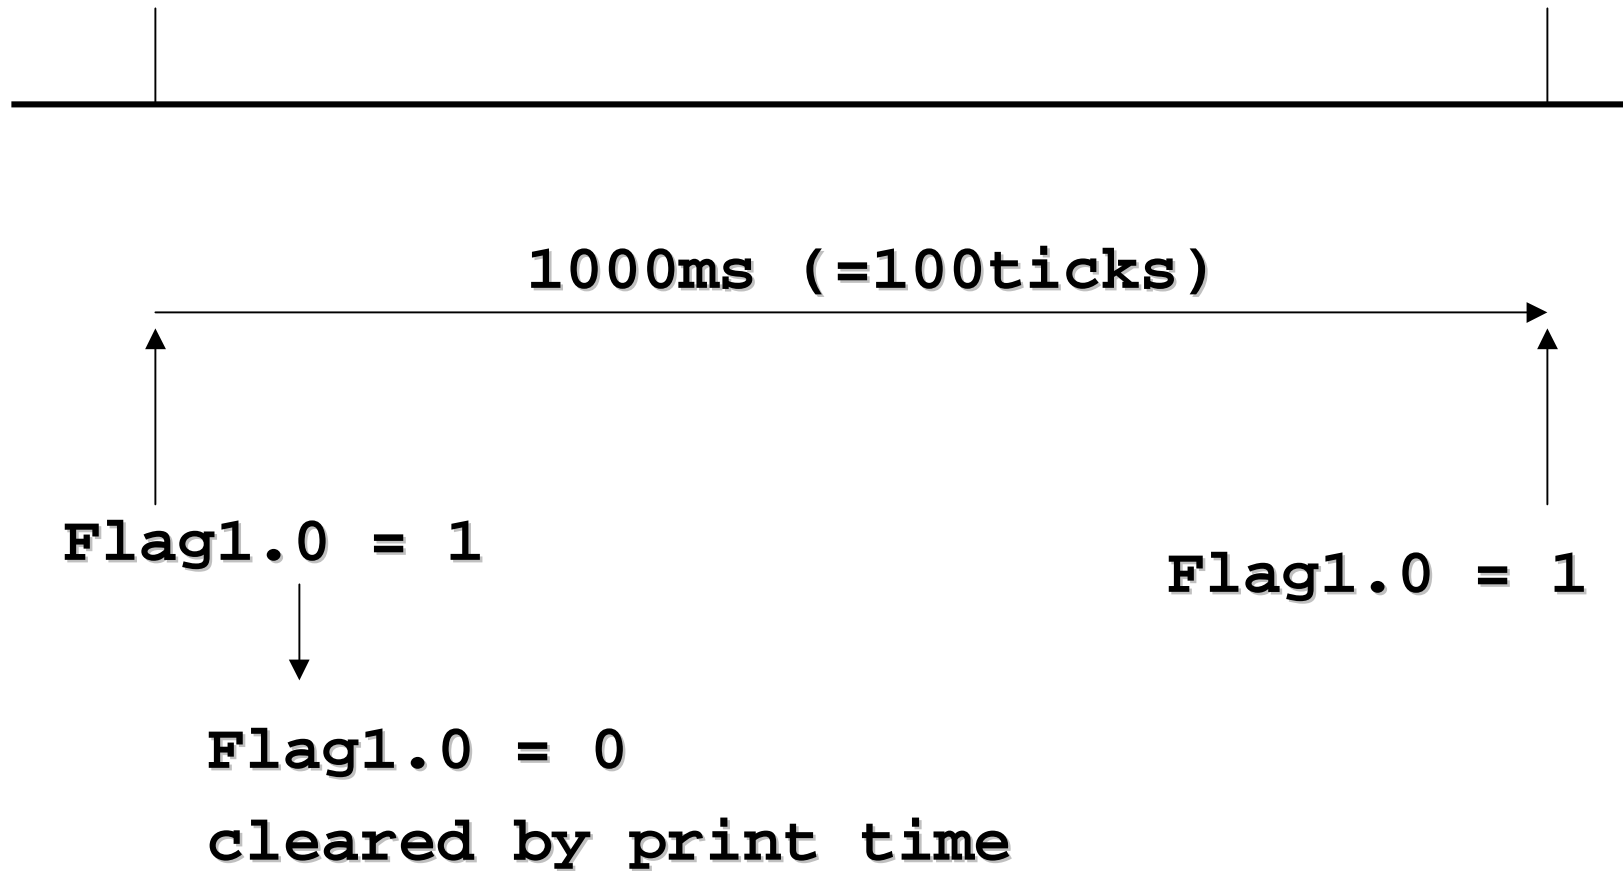 1000ms (=100ticks)
Flag1.0 = 1
Flag1.0 = 1
Flag1.0 = 0
cleared by print time